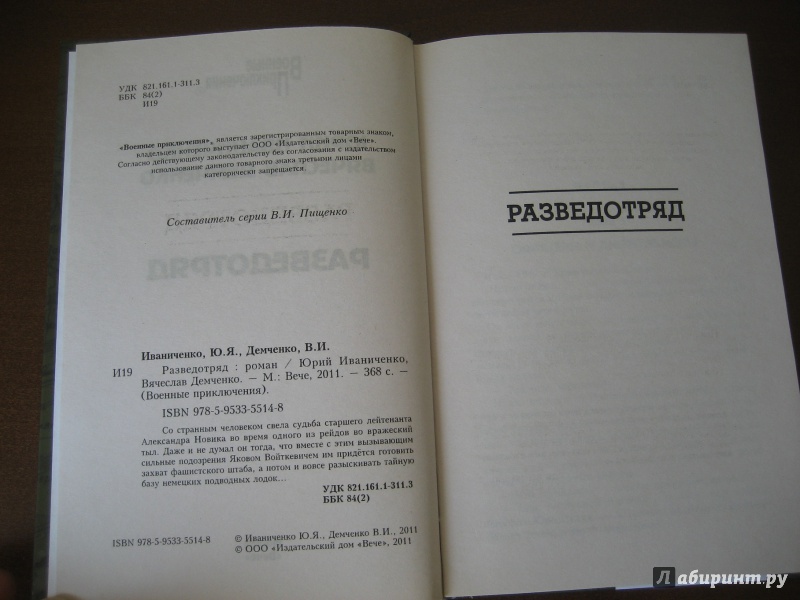 УДК 821.161.1-311.3
ББК 84(2)
И19
«Военные приключения», является зарегистрированным товарным знаком,
владельцем которого выступает ООО «Издательский дом «Вече».
Согласно действующему законодательству без согласования с издательством
использование данного товарного знака третьими лицами
категорически запрещается.
Составитель серии В.И. Пищенко
Иваниченко, Ю.Я., Демченко, В.И.
И19 Разведотряд : роман / Юрий Иваниченко,
Вячеслав Демченко. — М.: Вече, 2011. — 368 с. —
(Военные приключения).
ISBN 978-5-9533-5514-8
Со странным человеком свела судьба старшего лейтенанта
Александра Новика во время одного из рейдов во вражеский
тыл. Даже и не думал он тогда, что вместе с этим вызывающим
сильные подозрения Яковом Войткевичем им придётся готовить
захват фашистского штаба, а потом и вовсе разыскивать тайную
базу немецких подводных лодок...
УДК 821.161.1-311.3
ББК 84(2)
ISBN 978-5-9533-5514-8
© Иваниченко Ю.Я., Демченко В.И., 2011
© ООО «Издательский дом «Вече», 2011
РАЗВЕДОТРЯД
Лабиринт.ру